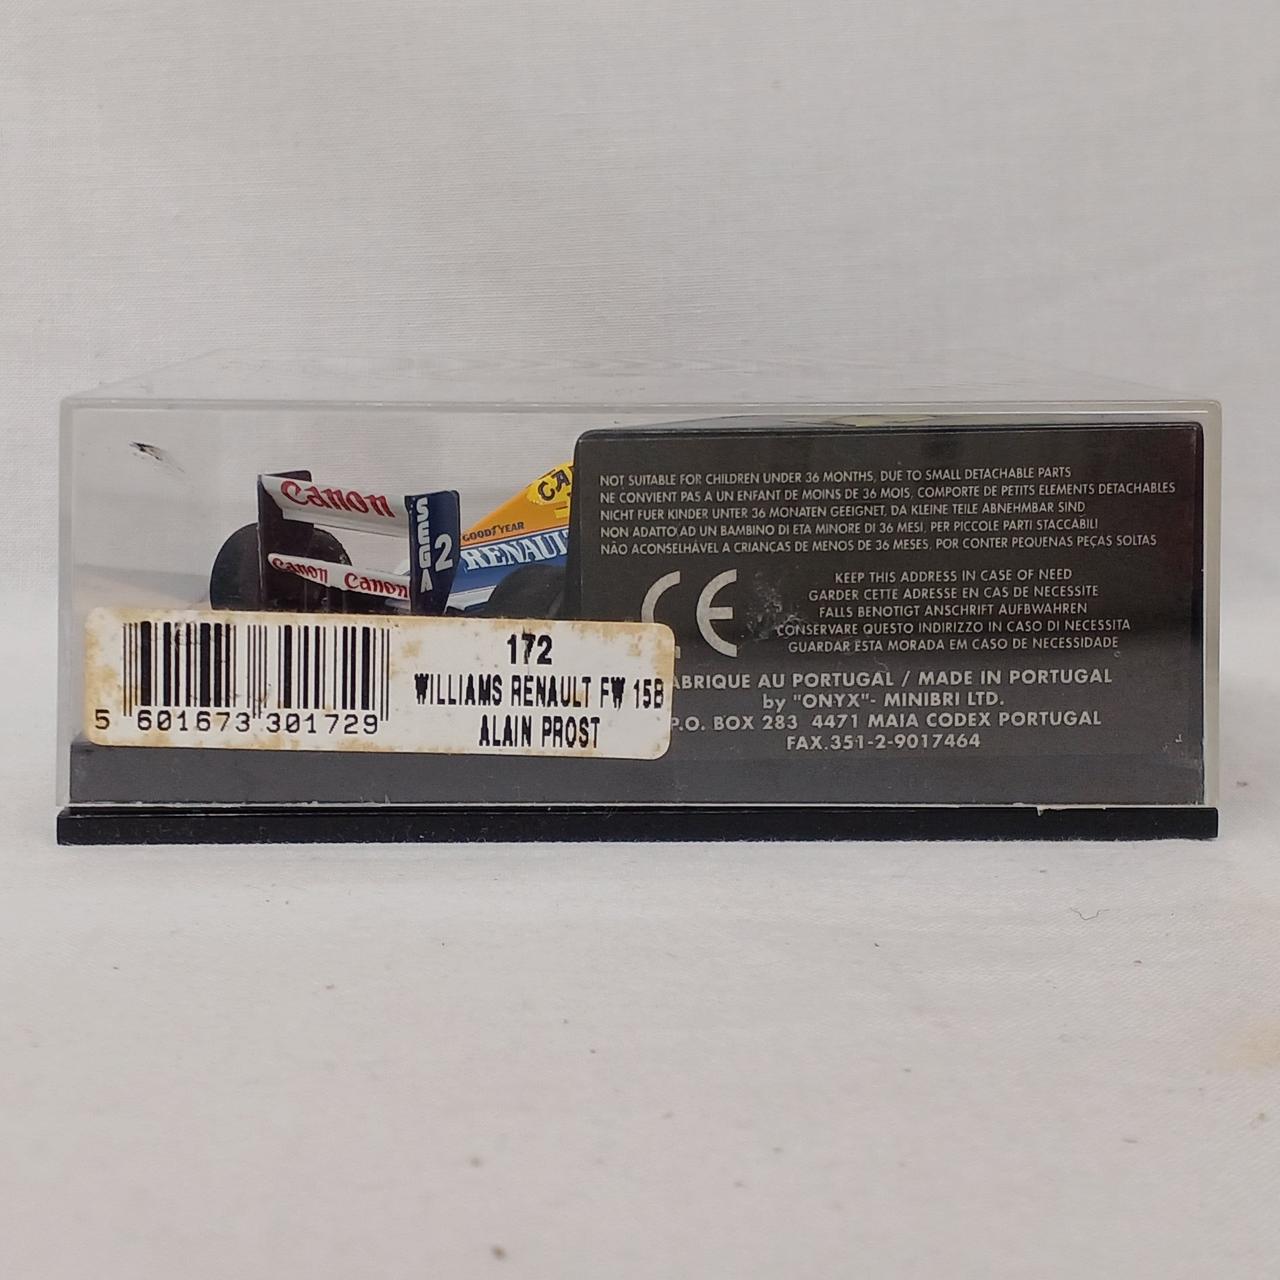 Canon
Canon Canon
SEGA
2
CA
GOODYEAR
RENAULT
NOT SUITABLE FOR CHILDREN UNDER 36 MONTHS, DUE TO SMALL DETACHABLE PARTS
NE CONVIENT PAS A UN ENFANT DE MOINS DE 36 MOIS, COMPORTE DE PETITS ELEMENTS DETACHABLES
NICHT FUER KINDER UNTER 36 MONATEN GEEIGNET, DA KLEINE TEILE ABNEHMBAR SIND
NON ADATTO AD UN BAMBINO DI ETA MINORE DI 36 MESI, PER PICCOLE PARTI STACCABILI
NÃO ACONSELHÁVEL A CRIANÇAS DE MENOS DE 36 MESES, POR CONTER PEQUENAS PEÇAS SOLTAS
CE
KEEP THIS ADDRESS IN CASE OF NEED
GARDER CETTE ADRESSE EN CAS DE NECESSITE
FALLS BENOTIGT ANSCHRIFT AUFBWAHREN
CONSERVARE QUESTO INDIRIZZO IN CASO DI NECESSITA
GUARDAR ESTA MORADA EM CASO DE NECESSIDADE
ABRIQUE AU PORTUGAL / MADE IN PORTUGAL
by "ONYX"- MINIBRI LTD.
P.O. BOX 283 4471 MAIA CODEX PORTUGAL
FAX.351-2-9017464
172
WILLIAMS RENAULT FW 15B
ALAIN PROST
5 601673 301729